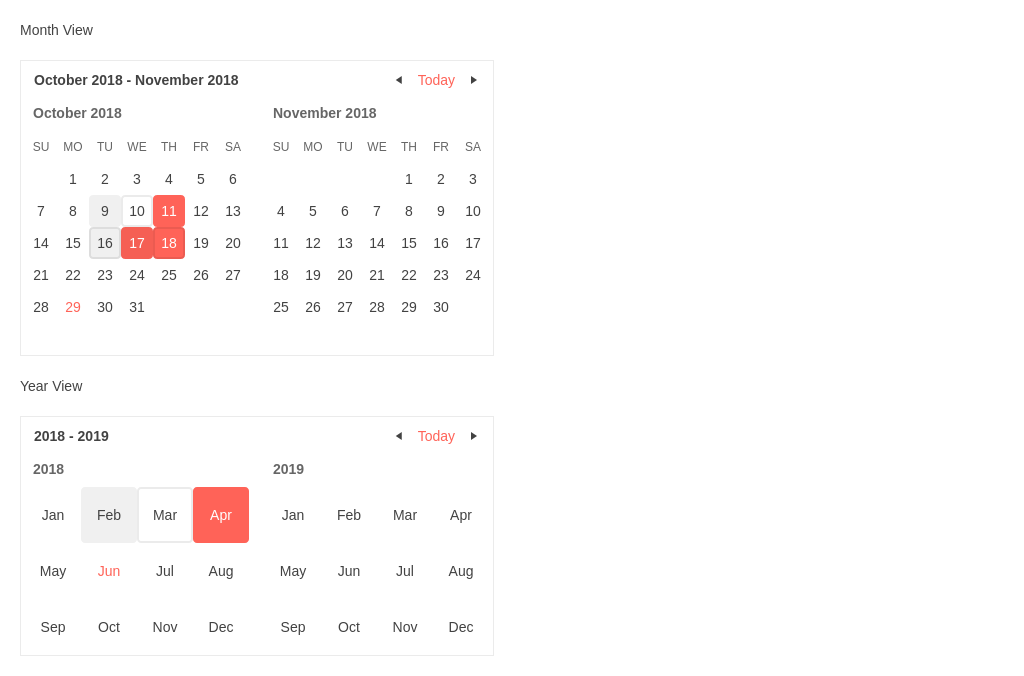 Month View
October 2018 - November 2018 Today
October 2018 November 2018
SU MO TU WE TH FR SA SU MO TU WE TH FR SA
1 2 3 4 5 6 1 2 3
7 8 9 10 11 12 13 4 5 6 7 8 9 10
14 15 16 17 18 19 20 11 12 13 14 15 16 17
21 22 23 24 25 26 27 18 19 20 21 22 23 24
28 29 30 31 25 26 27 28 29 30
Year View
2018 - 2019 Today
2018 2019
Jan Feb Mar Apr Jan Feb Mar Apr
May Jun Jul Aug May Jun Jul Aug
Sep Oct Nov Dec Sep Oct Nov Dec